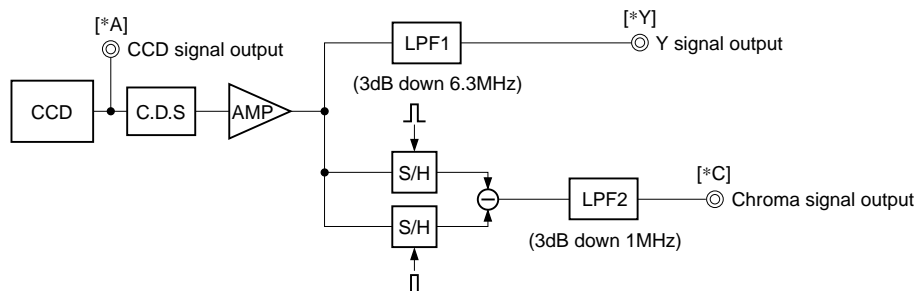 [*A]
CCD signal output
[*Y]
Y signal output
LPF1
(3dB down 6.3MHz)
CCD
C.D.S
AMP
S/H
S/H
LPF2
(3dB down 1MHz)
[*C]
Chroma signal output